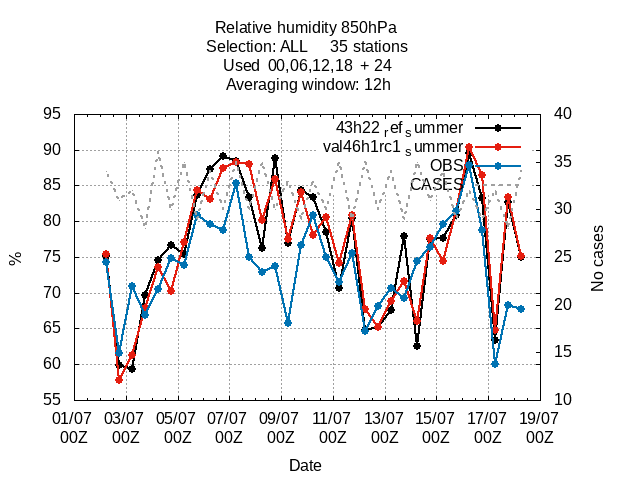 Relative humidity 850hPa
Selection: ALL 35 stations
Used 00,06,12,18 + 24
Averaging window: 12h
95 40
43h22_ref_summer
val46h1rc1_summer
OBS
CASES
90 35
85
80 30
75 25
70
65 20
60 15
55 10
%
No cases
01/07 03/07 05/07 07/07 09/07 11/07 13/07 15/07 17/07 19/07
00Z 00Z 00Z 00Z 00Z 00Z 00Z 00Z 00Z 00Z
Date